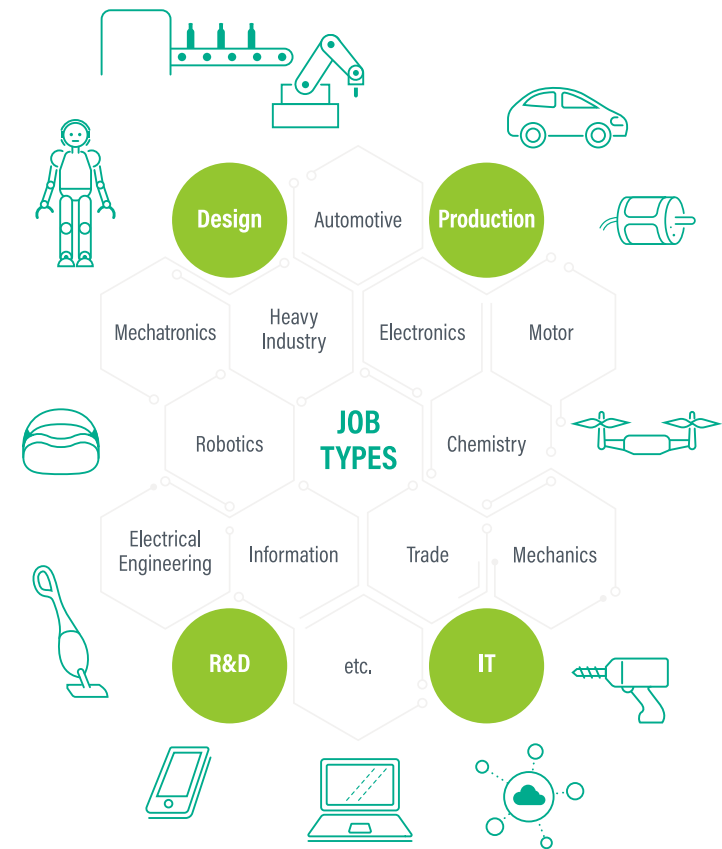 Design
Automotive
Production
Mechatronics
Heavy
Industry
Electronics
Motor
Robotics
JOB
TYPES
Chemistry
Electrical
Engineering
Information
Trade
Mechanics
R&D
etc.
IT